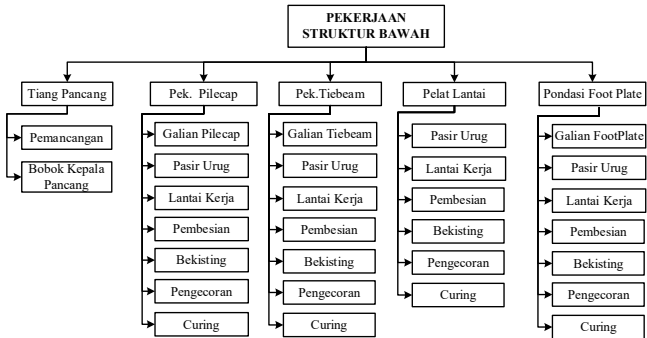 PEKERJAAN
STRUKTUR BAWAH
Tiang Pancang
Pemancangan
Bobok Kepala
Pancang
Pek. Pilecap
Galian Pilecap
Pasir Urug
Lantai Kerja
Pembesian
Bekisting
Pengecoran
Curing
Pek.Tiebeam
Galian Tiebeam
Pasir Urug
Lantai Kerja
Pembesian
Bekisting
Pengecoran
Curing
Pelat Lantai
Pasir Urug
Lantai Kerja
Pembesian
Bekisting
Pengecoran
Curing
Pondasi Foot Plate
Galian FootPlate
Pasir Urug
Lantai Kerja
Pembesian
Bekisting
Pengecoran
Curing